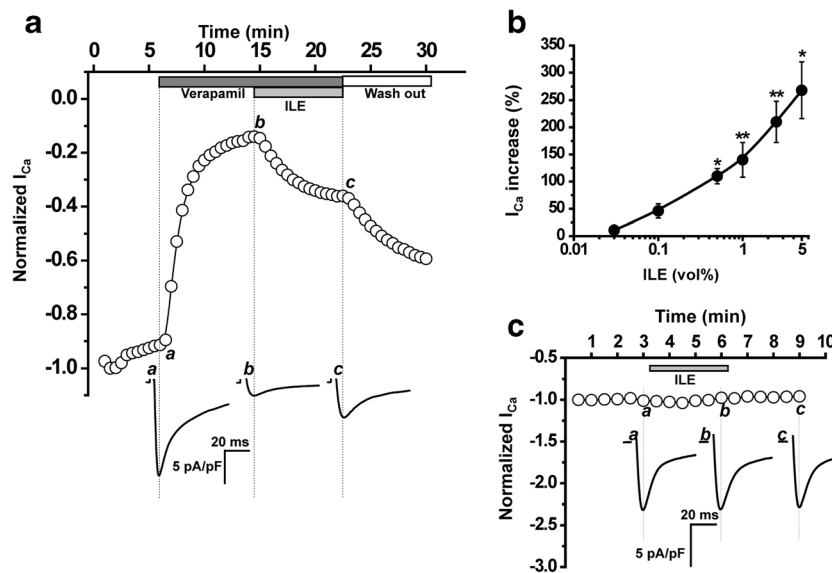 a
Time (min)
0 5 10 15 20 25 30
Verapamil
Wash out
ILE
Normalized ICa
0.0
-0.2
-0.4
-0.6
-0.8
-1.0
a
b
c
a
b
c
20 ms
5 pA/pF
b
ICa increase (%)
350
300
250
200
150
100
50
0
*
**
**
*
0.01 0.1 1 5
ILE (vol%)
c
Time (min)
1 2 3 4 5 6 7 8 9 10
ILE
Normalized ICa
-0.5
-1.0
-1.5
-2.0
-2.5
-3.0
a
b
c
a
b
c
20 ms
5 pA/pF